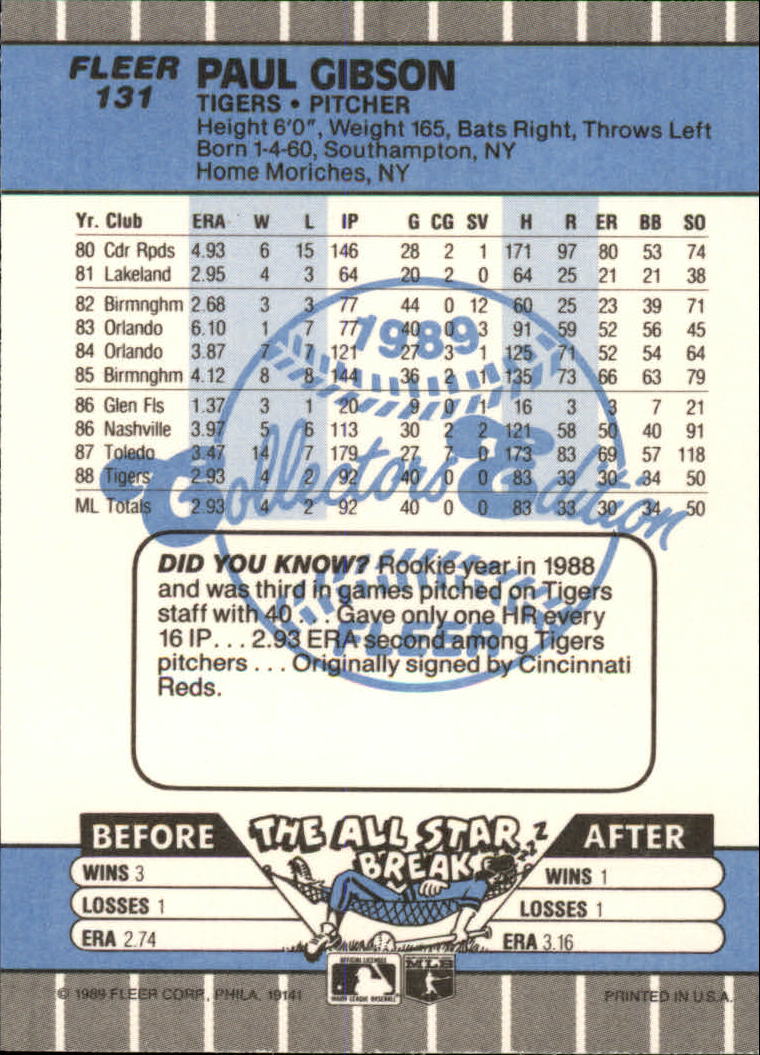 FLEER
131
PAUL GIBSON
TIGERS • PITCHER
Height 6'0", Weight 165, Bats Right, Throws Left
Born 1-4-60, Southampton, NY
Home Moriches, NY
Yr. Club ERA W L IP G CG SV H R ER BB SO
80 Cdr Rpds 4.93 6 15 146 28 2 1 171 97 80 53 74
81 Lakeland 2.95 4 3 64 20 2 0 64 25 21 21 38
82 Birmnghm 2.68 3 3 77 44 0 12 60 25 23 39 71
83 Orlando 6.10 1 7 77 40 0 3 91 59 52 56 45
84 Orlando 3.87 7 7 121 27 3 1 125 71 52 54 64
85 Birmnghm 4.12 8 8 144 36 2 1 135 73 66 63 79
86 Glen Fls 1.37 3 1 20 9 0 1 16 3 3 7 21
86 Nashville 3.97 5 6 113 30 2 2 121 58 50 40 91
87 Toledo 3.47 14 7 179 27 7 0 173 83 69 57 118
88 Tigers 2.93 4 2 92 40 0 0 83 33 30 34 50
ML Totals 2.93 4 2 92 40 0 0 83 33 30 34 50
1989
Collectors Edition
FLEER
DID YOU KNOW? Rookie year in 1988
and was third in games pitched on Tigers
staff with 40 . . . Gave only one HR every
16 IP. . . 2.93 ERA second among Tigers
pitchers . . . Originally signed by Cincinnati
Reds.
BEFORE THE ALL STAR BREAK AFTER
zzzZ
WINS 3 WINS 1
LOSSES 1 LOSSES 1
ERA 2.74 ERA 3.16
OFFICIAL LICENSEE
MAJOR LEAGUE BASEBALL
MLB
© 1989 FLEER CORP., PHILA. 19141 PRINTED IN U.S.A.